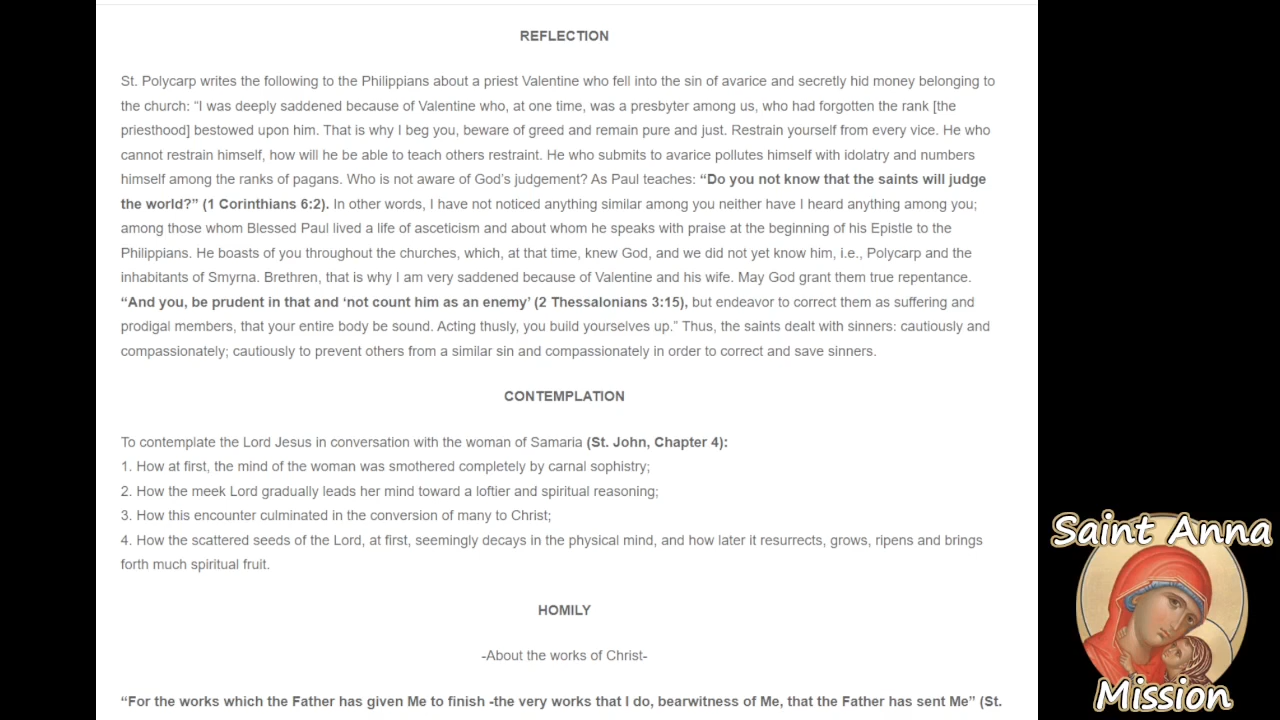 REFLECTION
St. Polycarp writes the following to the Philippians about a priest Valentine who fell into the sin of avarice and secretly hid money belonging to
the church: “I was deeply saddened because of Valentine who, at one time, was a presbyter among us, who had forgotten the rank [the
priesthood] bestowed upon him. That is why I beg you, beware of greed and remain pure and just. Restrain yourself from every vice. He who
cannot restrain himself, how will he be able to teach others restraint. He who submits to avarice pollutes himself with idolatry and numbers
himself among the ranks of pagans. Who is not aware of God’s judgement? As Paul teaches: “Do you not know that the saints will judge
the world?” (1 Corinthians 6:2). In other words, I have not noticed anything similar among you neither have I heard anything among you;
among those whom Blessed Paul lived a life of asceticism and about whom he speaks with praise at the beginning of his Epistle to the
Philippians. He boasts of you throughout the churches, which, at that time, knew God, and we did not yet know him, i.e., Polycarp and the
inhabitants of Smyrna. Brethren, that is why I am very saddened because of Valentine and his wife. May God grant them true repentance.
“And you, be prudent in that and ‘not count him as an enemy’ (2 Thessalonians 3:15), but endeavor to correct them as suffering and
prodigal members, that your entire body be sound. Acting thusly, you build yourselves up.” Thus, the saints dealt with sinners: cautiously and
compassionately; cautiously to prevent others from a similar sin and compassionately in order to correct and save sinners.
CONTEMPLATION
To contemplate the Lord Jesus in conversation with the woman of Samaria (St. John, Chapter 4):
1. How at first, the mind of the woman was smothered completely by carnal sophistry;
2. How the meek Lord gradually leads her mind toward a loftier and spiritual reasoning;
3. How this encounter culminated in the conversion of many to Christ;
4. How the scattered seeds of the Lord, at first, seemingly decays in the physical mind, and how later it resurrects, grows, ripens and brings
forth much spiritual fruit.
HOMILY
-About the works of Christ-
“For the works which the Father has given Me to finish -the very works that I do, bearwitness of Me, that the Father has sent Me” (St.
Saint Anna
Mission